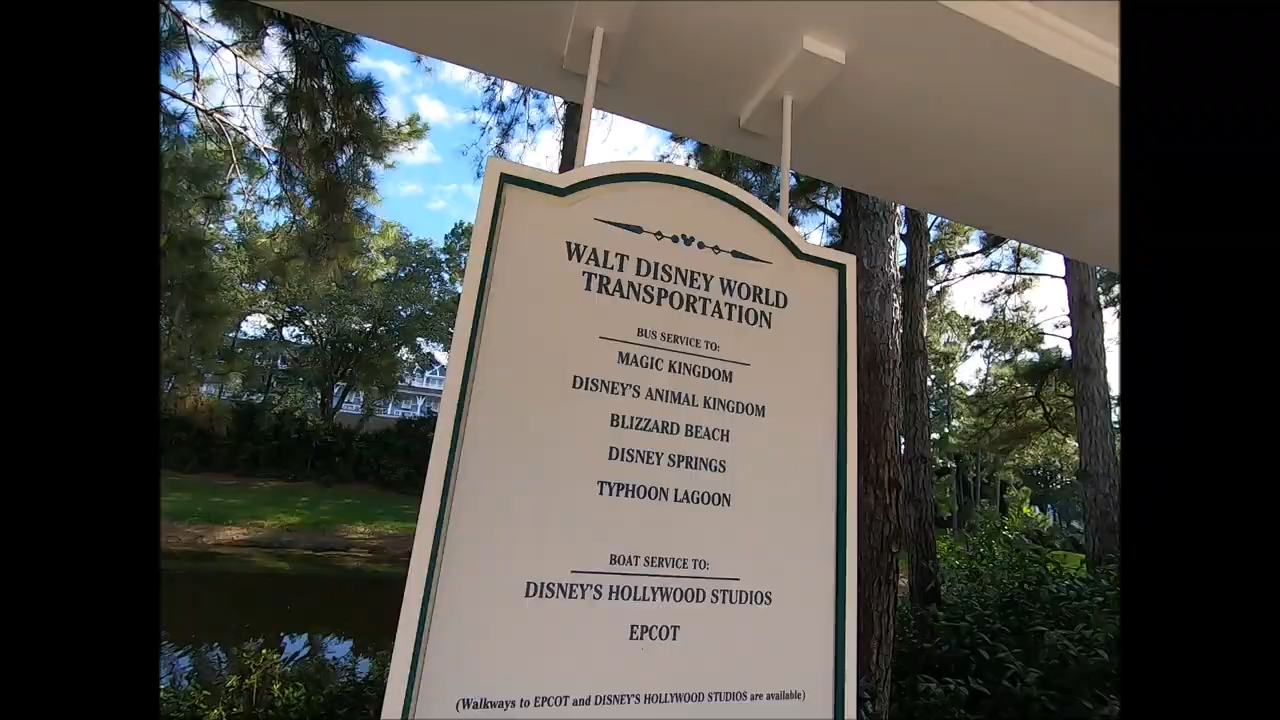 WALT DISNEY WORLD
TRANSPORTATION
BUS SERVICE TO:
MAGIC KINGDOM
DISNEY'S ANIMAL KINGDOM
BLIZZARD BEACH
DISNEY SPRINGS
TYPHOON LAGOON
BOAT SERVICE TO:
DISNEY'S HOLLYWOOD STUDIOS
EPCOT
(Walkways to EPCOT and DISNEY'S HOLLYWOOD STUDIOS are available)